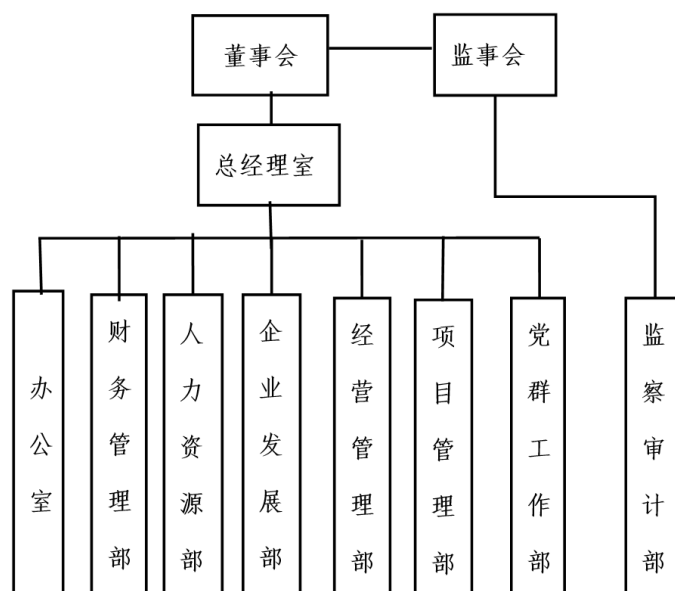 董事会
监事会
总经理室
办公室
财务管理部
人力资源部
企业发展部
经营管理部
项目管理部
党群工作部
监察审计部